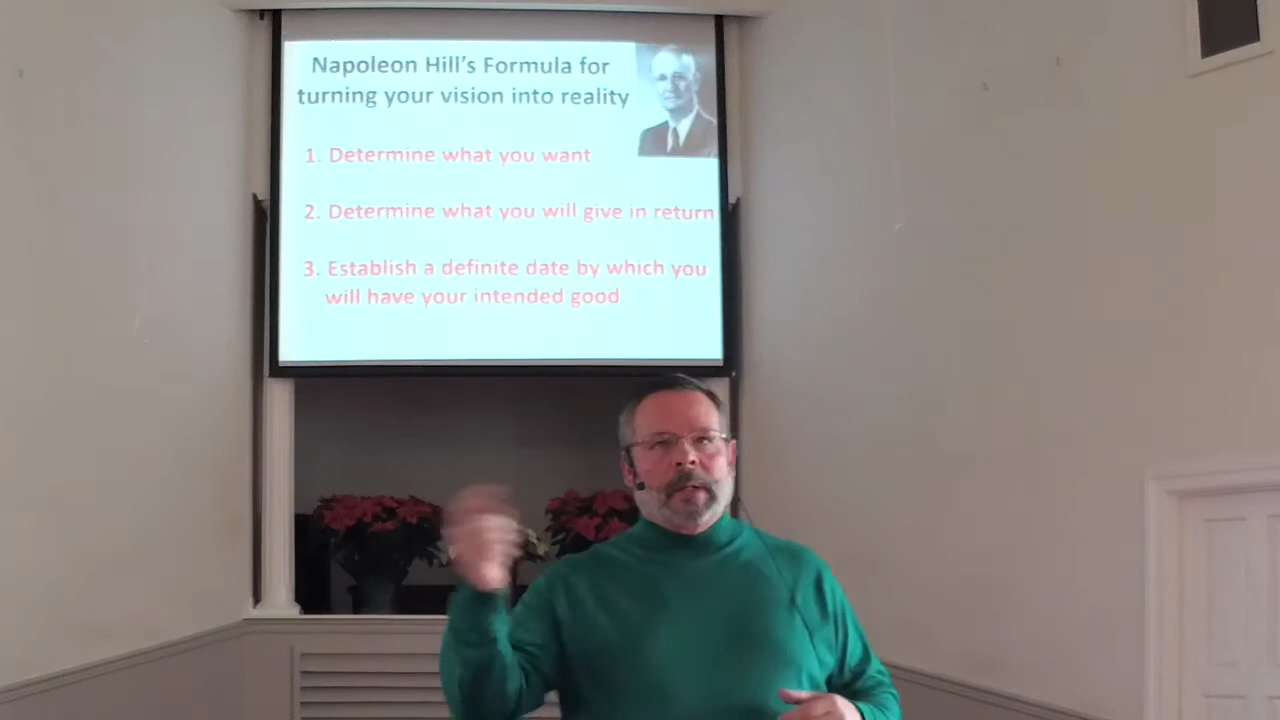 Napoleon Hill's Formula for
turning your vision into reality
1. Determine what you want
2. Determine what you will give in return
3. Establish a definite date by which you
will have your intended good